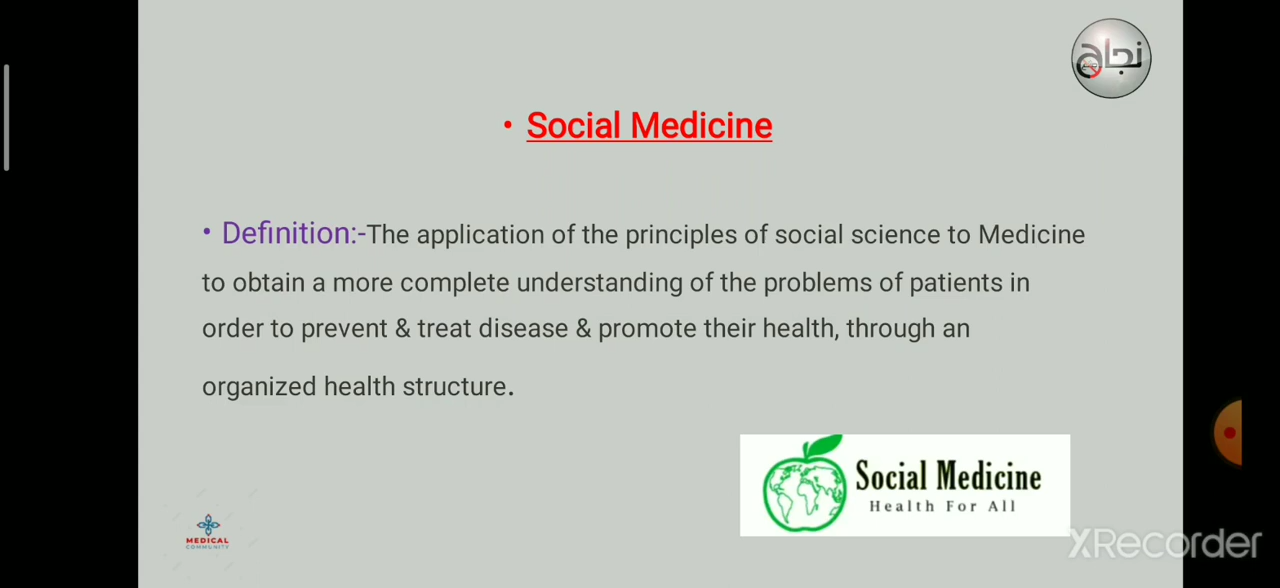 نجاح
• Social Medicine
• Definition:-The application of the principles of social science to Medicine
to obtain a more complete understanding of the problems of patients in
order to prevent & treat disease & promote their health, through an
organized health structure.
Social Medicine
Health For All
MEDICAL
COMMUNITY
XRecorder